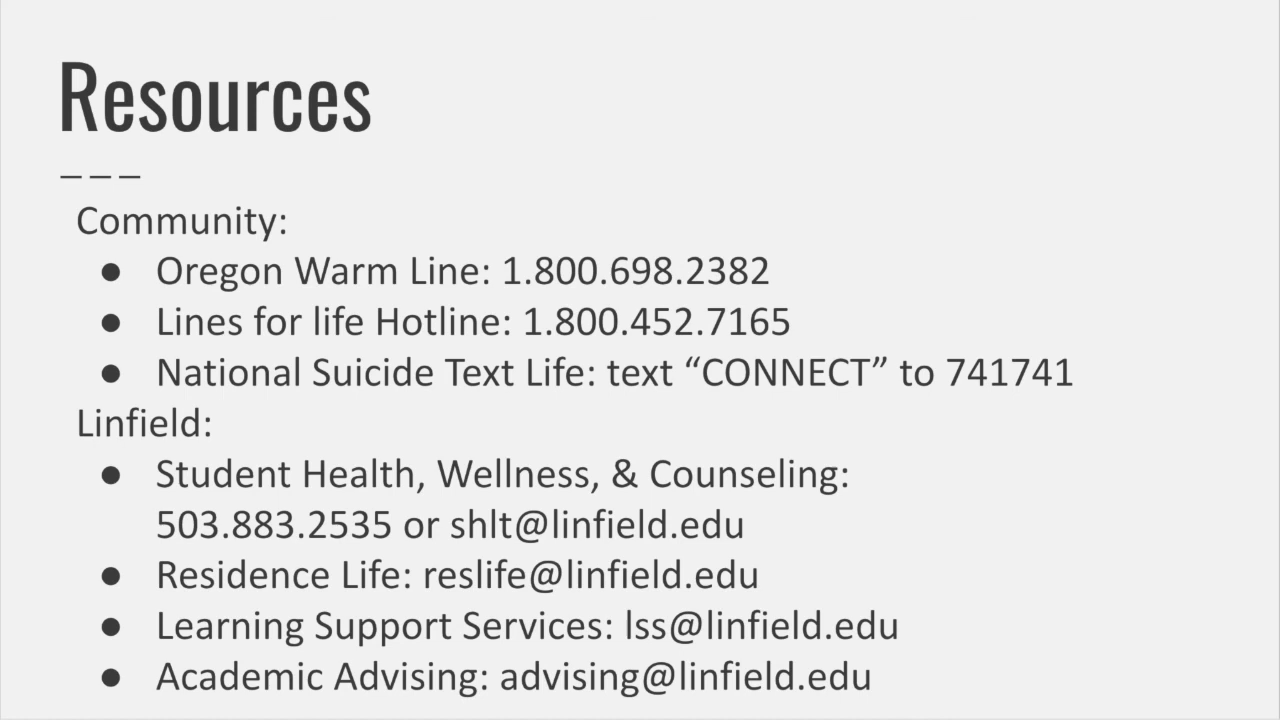 Resources
Community:
● Oregon Warm Line: 1.800.698.2382
● Lines for life Hotline: 1.800.452.7165
● National Suicide Text Life: text “CONNECT” to 741741
Linfield:
● Student Health, Wellness, & Counseling:
503.883.2535 or shlt@linfield.edu
● Residence Life: reslife@linfield.edu
● Learning Support Services: lss@linfield.edu
● Academic Advising: advising@linfield.edu